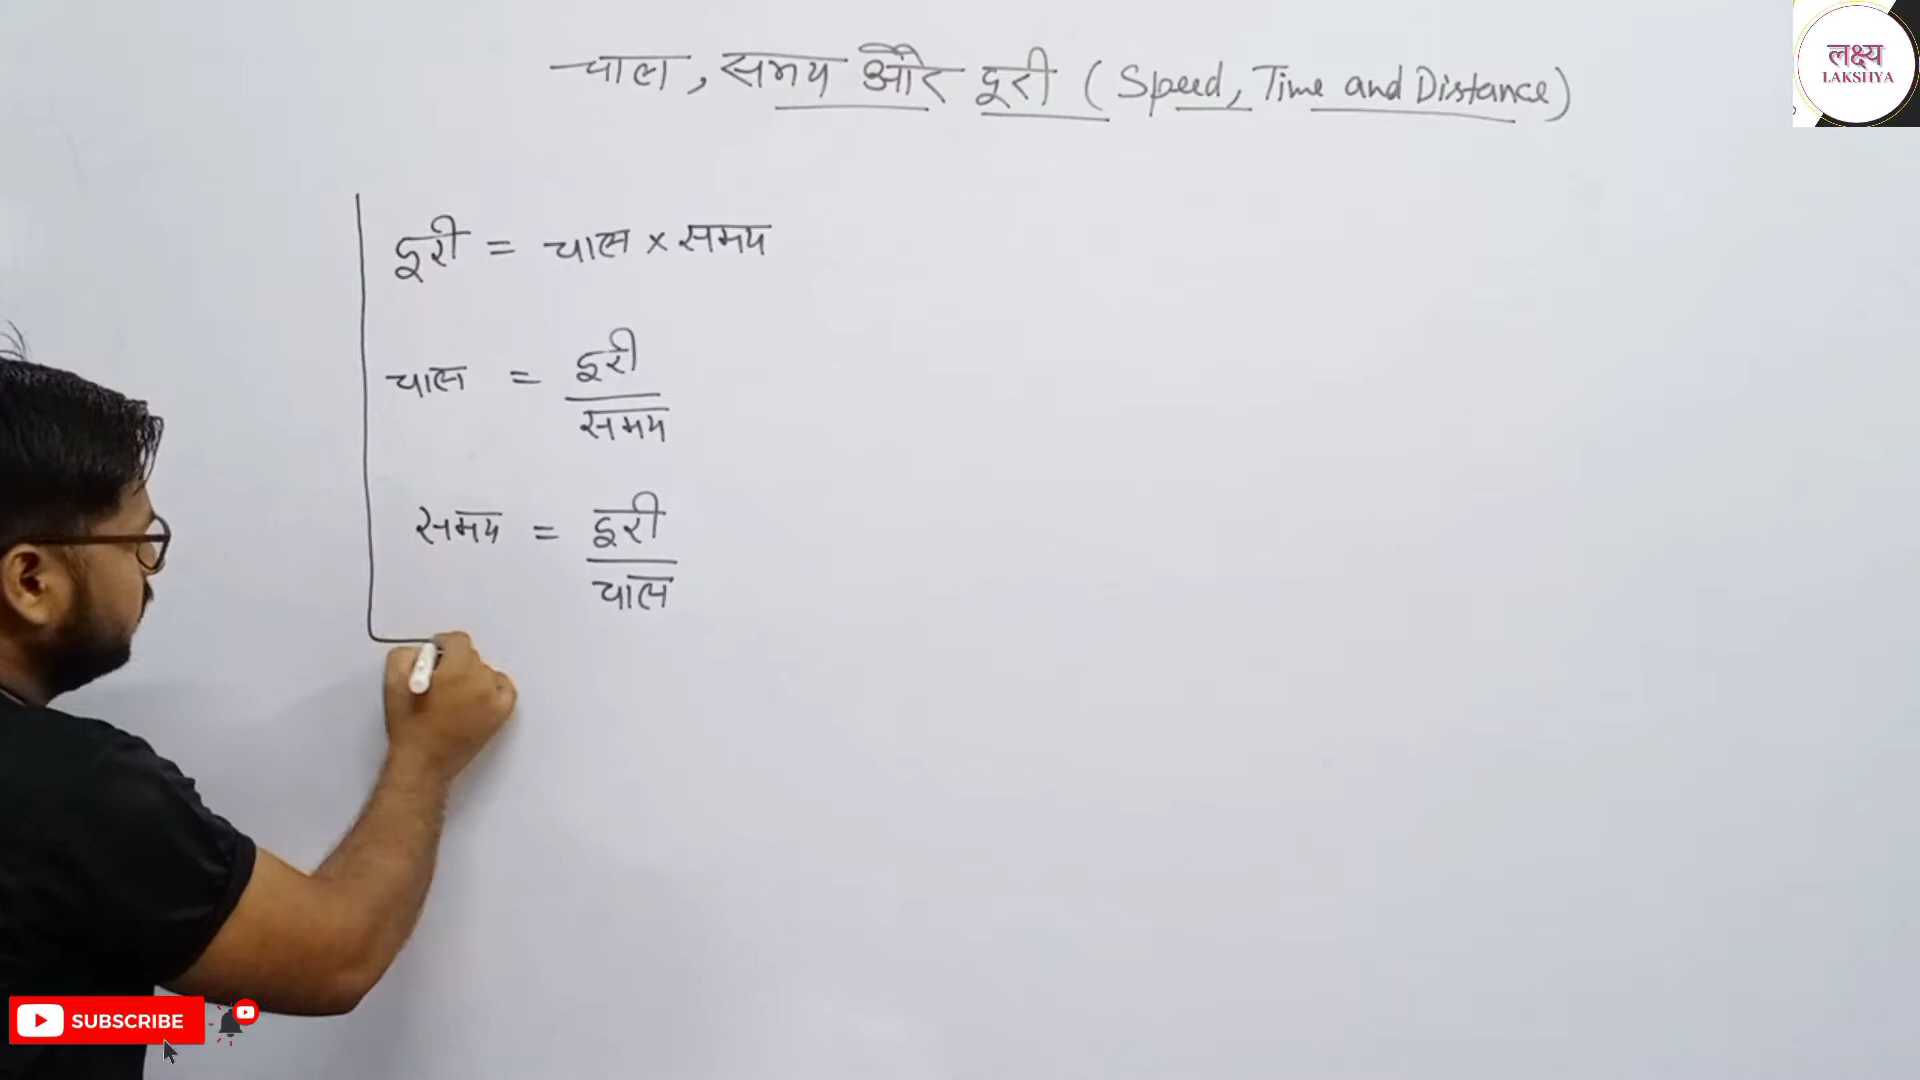 चाल, समय और दूरी (Speed, Time and Distance)
लक्ष्य
LAKSHYA
दूरी = चाल × समय
चाल = दूरी / समय
समय = दूरी / चाल
SUBSCRIBE